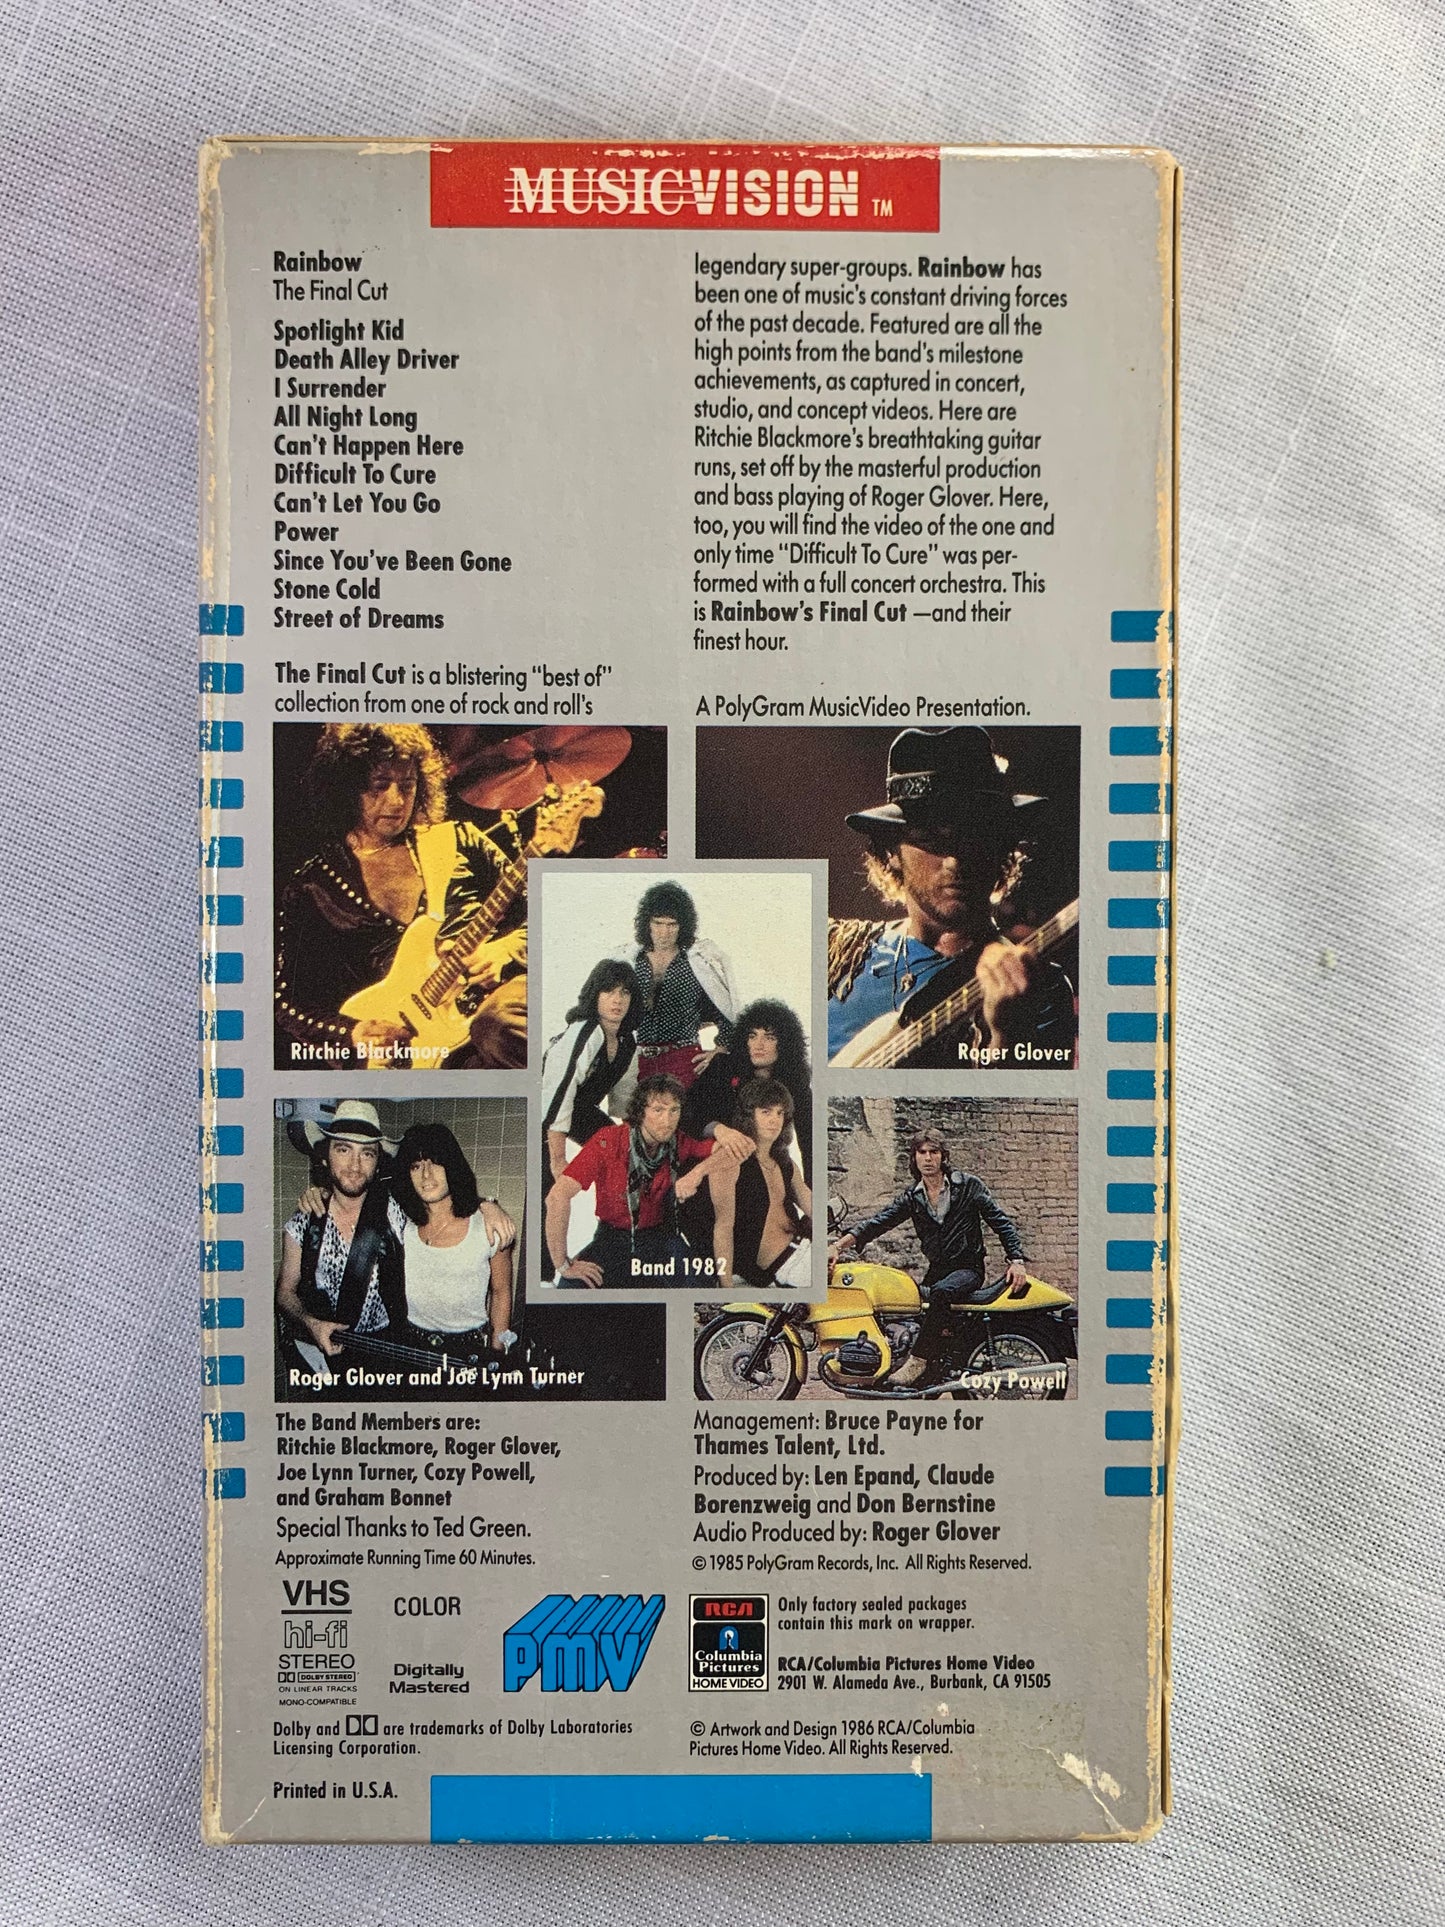 MUSICVISION TM
Rainbow
The Final Cut
Spotlight Kid
Death Alley Driver
I Surrender
All Night Long
Can't Happen Here
Difficult To Cure
Can't Let You Go
Power
Since You've Been Gone
Stone Cold
Street of Dreams
The Final Cut is a blistering "best of"
collection from one of rock and roll's
legendary super-groups. Rainbow has
been one of music's constant driving forces
of the past decade. Featured are all the
high points from the band's milestone
achievements, as captured in concert,
studio, and concept videos. Here are
Ritchie Blackmore's breathtaking guitar
runs, set off by the masterful production
and bass playing of Roger Glover. Here,
too, you will find the video of the one and
only time "Difficult To Cure" was per-
formed with a full concert orchestra. This
is Rainbow's Final Cut —and their
finest hour.
A PolyGram MusicVideo Presentation.
Ritchie Blackmore
Roger Glover
Band 1982
Roger Glover and Joe Lynn Turner
Cozy Powell
The Band Members are:
Ritchie Blackmore, Roger Glover,
Joe Lynn Turner, Cozy Powell,
and Graham Bonnet
Special Thanks to Ted Green.
Approximate Running Time 60 Minutes.
Management: Bruce Payne for
Thames Talent, Ltd.
Produced by: Len Epand, Claude
Borenzweig and Don Bernstine
Audio Produced by: Roger Glover
© 1985 PolyGram Records, Inc. All Rights Reserved.
VHS
hi-fi
STEREO
DOLBY STEREO
ON LINEAR TRACKS
MONO-COMPATIBLE
COLOR
Digitally
Mastered
PMV
RCA
Columbia
Pictures
HOME VIDEO
Only factory sealed packages
contain this mark on wrapper.
RCA/Columbia Pictures Home Video
2901 W. Alameda Ave., Burbank, CA 91505
Dolby and are trademarks of Dolby Laboratories
Licensing Corporation.
© Artwork and Design 1986 RCA/Columbia
Pictures Home Video. All Rights Reserved.
Printed in U.S.A.